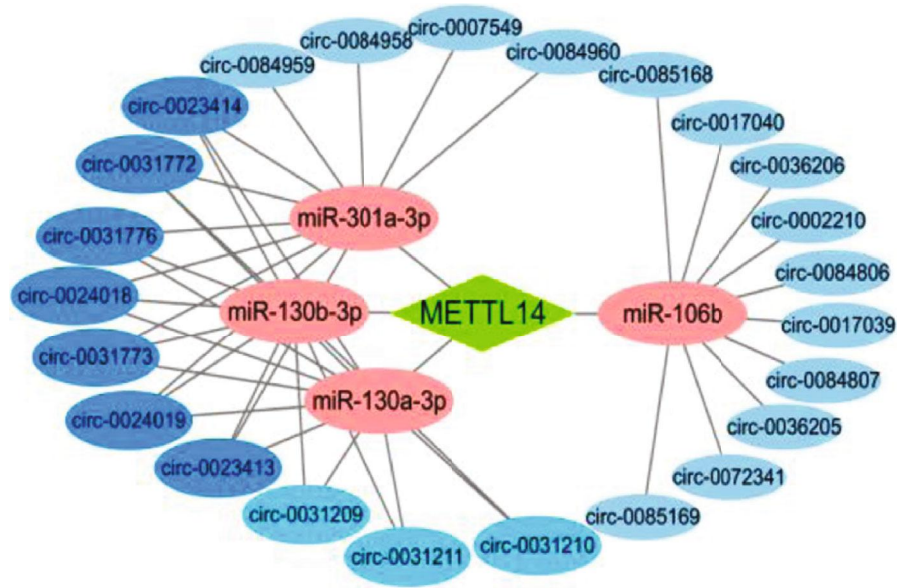 circ-0007549
circ-0084958
circ-0084960
circ-0084959
circ-0085168
circ-0023414
circ-0017040
circ-0031772
circ-0036206
miR-301a-3p
circ-0002210
circ-0031776
circ-0084806
circ-0024018
miR-130b-3p
METTL14
miR-106b
circ-0017039
circ-0031773
circ-0084807
miR-130a-3p
circ-0024019
circ-0036205
circ-0023413
circ-0072341
circ-0031209
circ-0085169
circ-0031210
circ-0031211